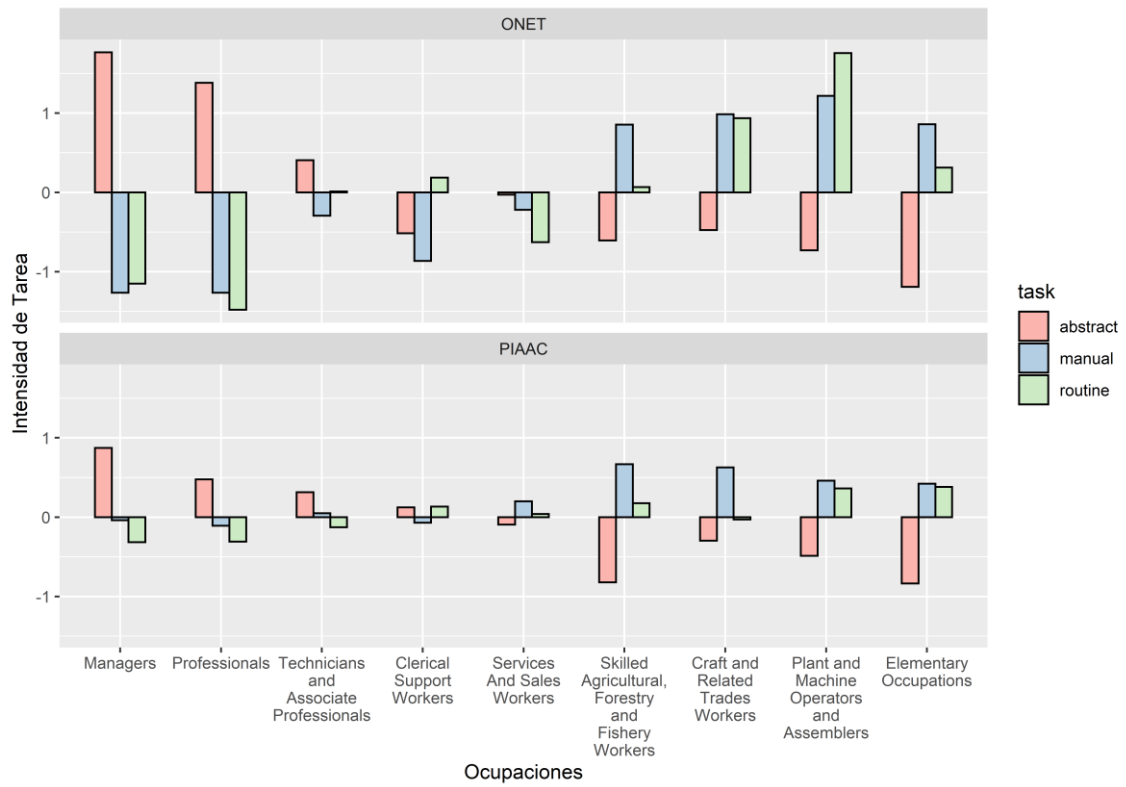 ONET
1
0
-1
PIAAC
1
0
-1
Intensidad de Tarea
Managers
Professionals
Technicians
and
Associate
Professionals
Clerical
Support
Workers
Services
And Sales
Workers
Skilled
Agricultural,
Forestry
and
Fishery
Workers
Craft and
Related
Trades
Workers
Plant and
Machine
Operators
and
Assemblers
Elementary
Occupations
Ocupaciones
task
abstract
manual
routine